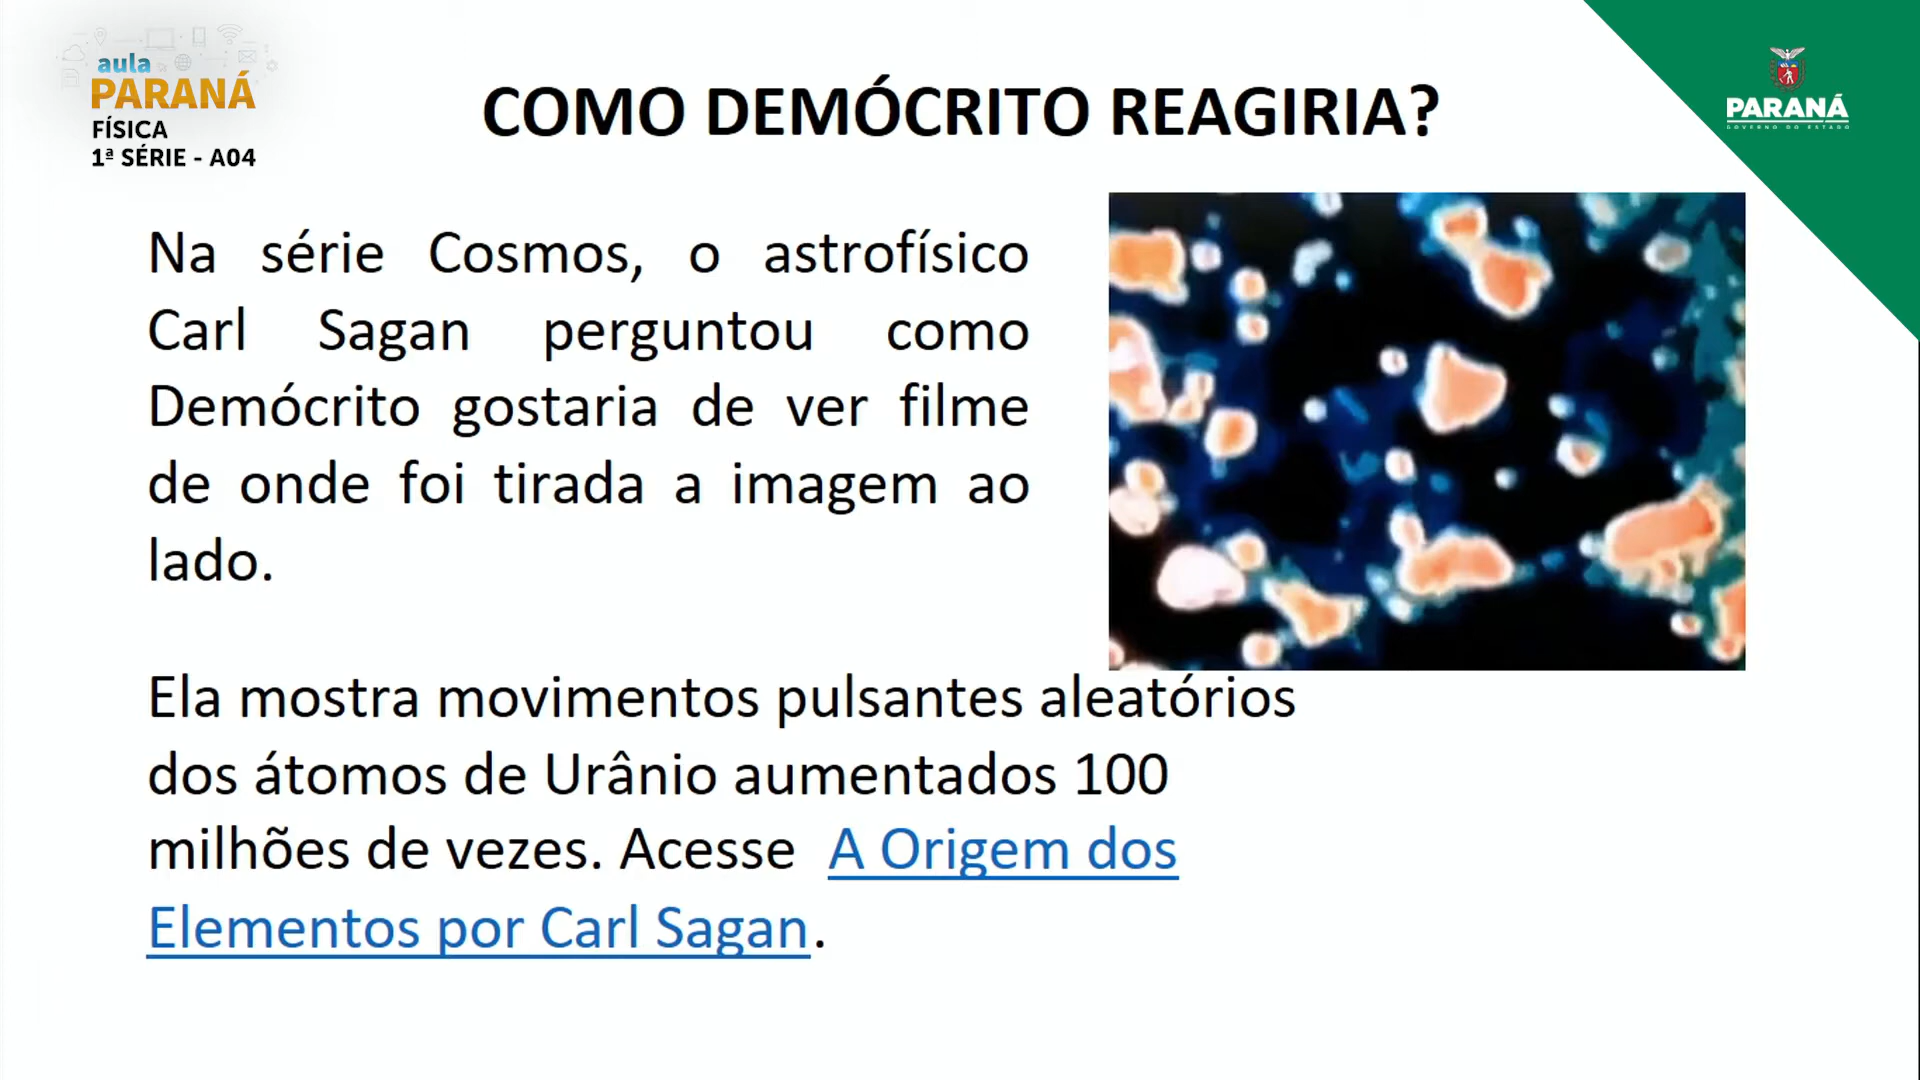 aula
PARANÁ
FÍSICA
1ª SÉRIE - A04
COMO DEMÓCRITO REAGIRIA?
PARANÁ
GOVERNO DO ESTADO
Na série Cosmos, o astrofísico
Carl Sagan perguntou como
Demócrito gostaria de ver filme
de onde foi tirada a imagem ao
lado.
Ela mostra movimentos pulsantes aleatórios
dos átomos de Urânio aumentados 100
milhões de vezes. Acesse A Origem dos
Elementos por Carl Sagan.